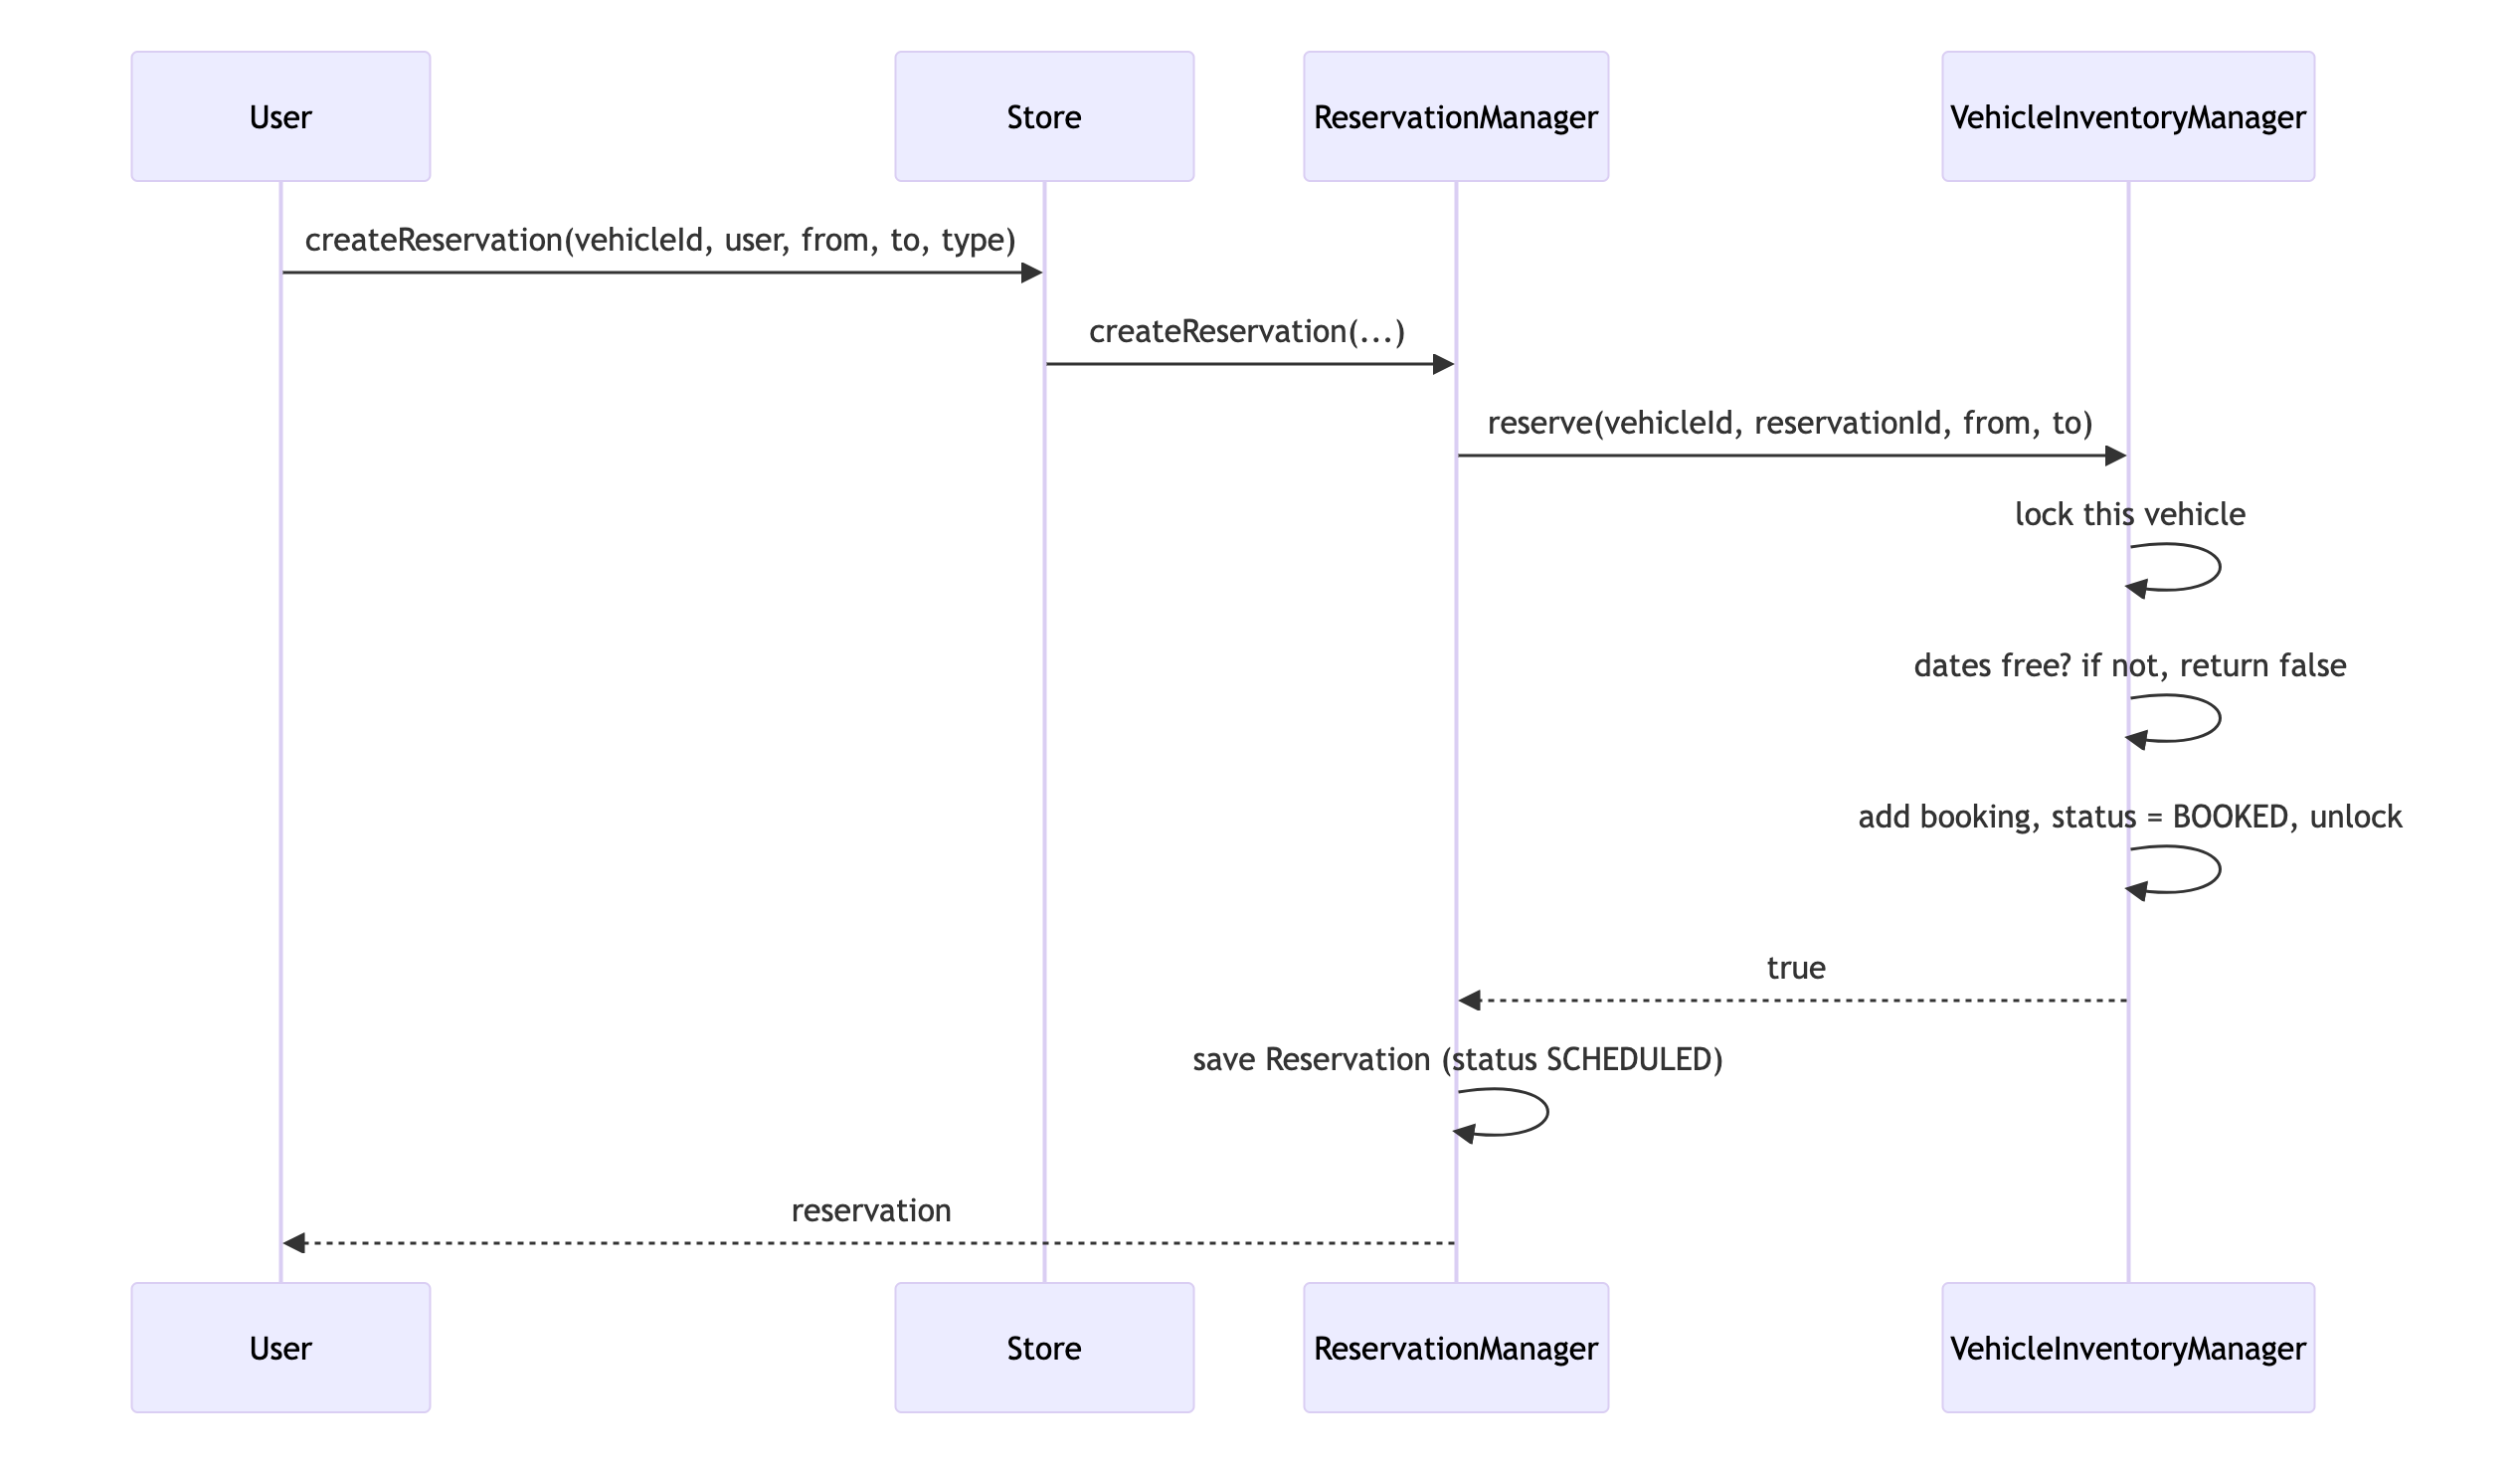 User
Store
ReservationManager
VehicleInventoryManager
createReservation(vehicleId, user, from, to, type)
createReservation(...)
reserve(vehicleId, reservationId, from, to)
lock this vehicle
dates free? if not, return false
add booking, status = BOOKED, unlock
true
save Reservation (status SCHEDULED)
reservation
User
Store
ReservationManager
VehicleInventoryManager